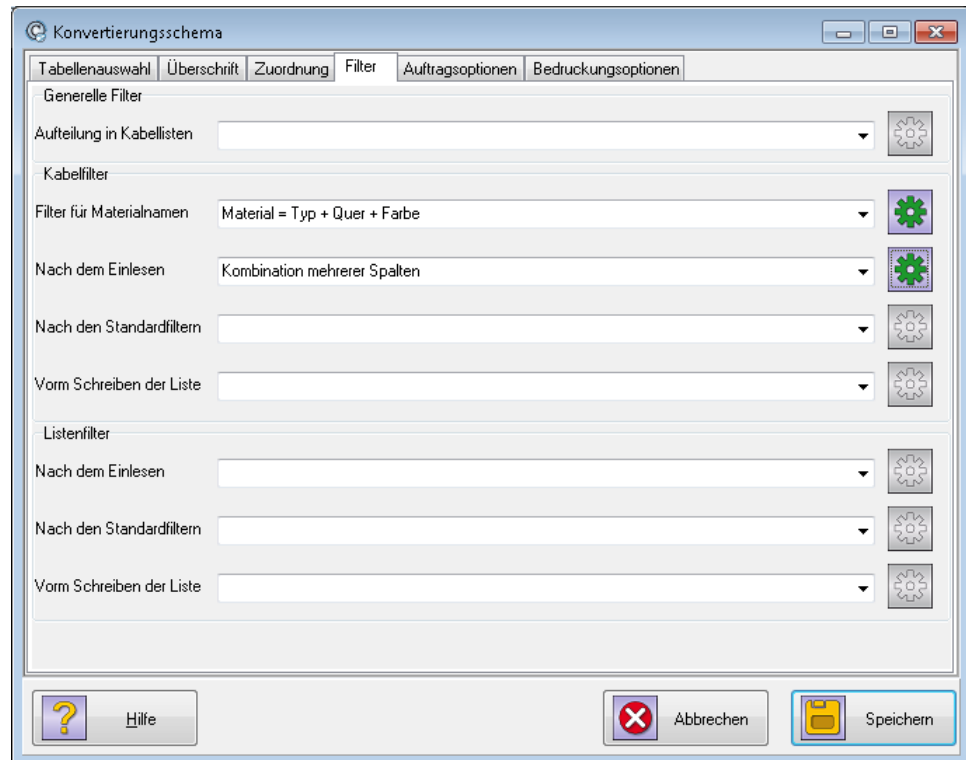 Konvertierungsschema
Tabellenauswahl Überschrift Zuordnung Filter Auftragsoptionen Bedruckungsoptionen
Generelle Filter
Aufteilung in Kabellisten
Kabelfilter
Filter für Materialnamen Material = Typ + Quer + Farbe
Nach dem Einlesen Kombination mehrerer Spalten
Nach den Standardfiltern
Vorm Schreiben der Liste
Listenfilter
Nach dem Einlesen
Nach den Standardfiltern
Vorm Schreiben der Liste
Hilfe Abbrechen Speichern